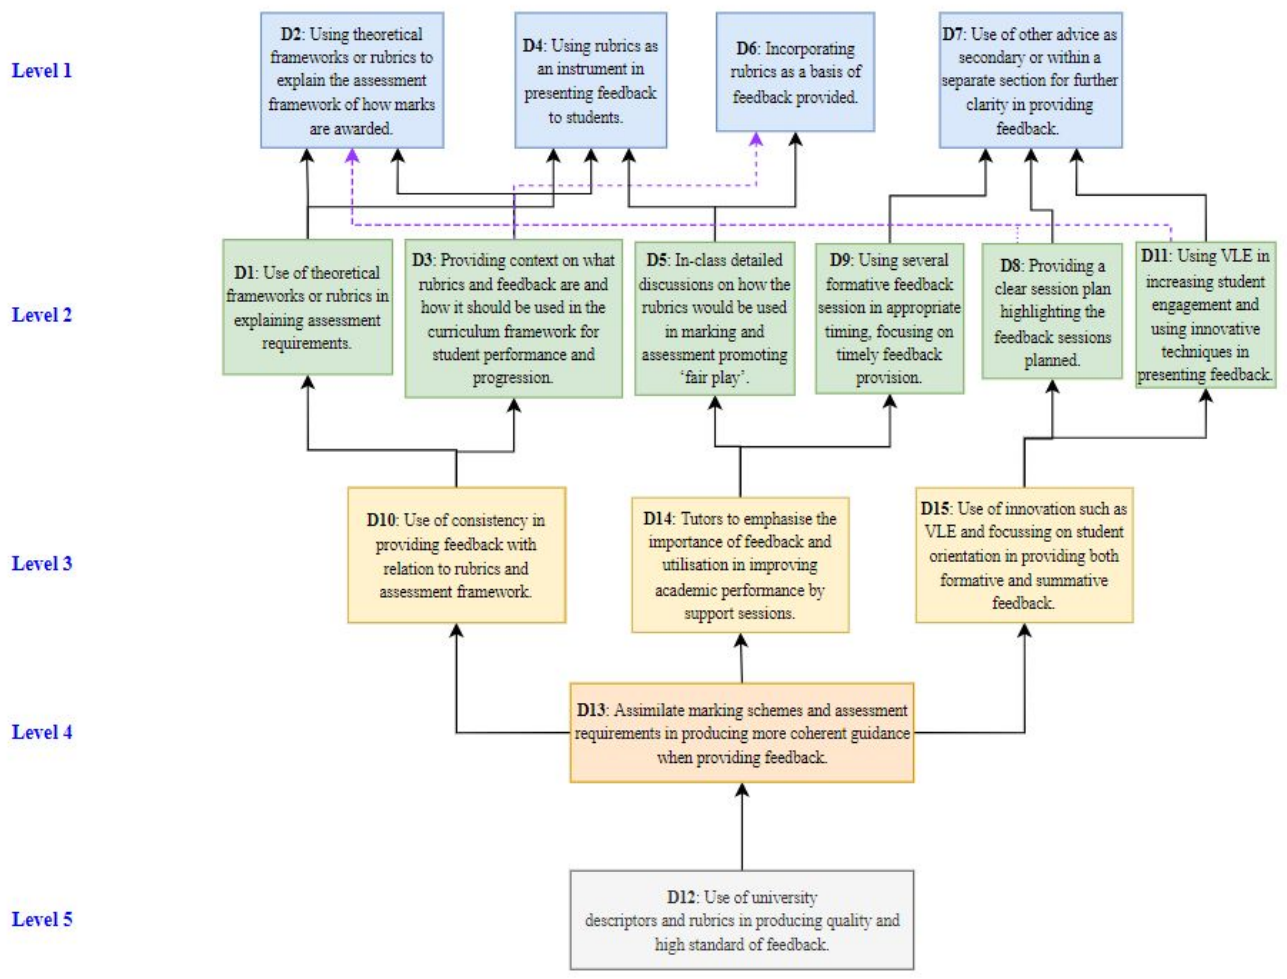 Level 1
D2: Using theoretical
frameworks or rubrics to
explain the assessment
framework of how marks
are awarded.
D4: Using rubrics as
an instrument in
presenting feedback
to students.
D6: Incorporating
rubrics as a basis of
feedback provided.
D7: Use of other advice as
secondary or within a
separate section for further
clarity in providing
feedback.
Level 2
D1: Use of theoretical
frameworks or rubrics in
explaining assessment
requirements.
D3: Providing context on what
rubrics and feedback are and
how it should be used in the
curriculum framework for
student performance and
progression.
D5: In-class detailed
discussions on how the
rubrics would be used
in marking and
assessment promoting
‘fair play’.
D9: Using several
formative feedback
session in appropriate
timing, focusing on
timely feedback
provision.
D8: Providing a
clear session plan
highlighting the
feedback sessions
planned.
D11: Using VLE in
increasing student
engagement and
using innovative
techniques in
presenting feedback.
Level 3
D10: Use of consistency in
providing feedback with
relation to rubrics and
assessment framework.
D14: Tutors to emphasise the
importance of feedback and
utilisation in improving
academic performance by
support sessions.
D15: Use of innovation such as
VLE and focussing on student
orientation in providing both
formative and summative
feedback.
Level 4
D13: Assimilate marking schemes and assessment
requirements in producing more coherent guidance
when providing feedback.
Level 5
D12: Use of university
descriptors and rubrics in producing quality and
high standard of feedback.